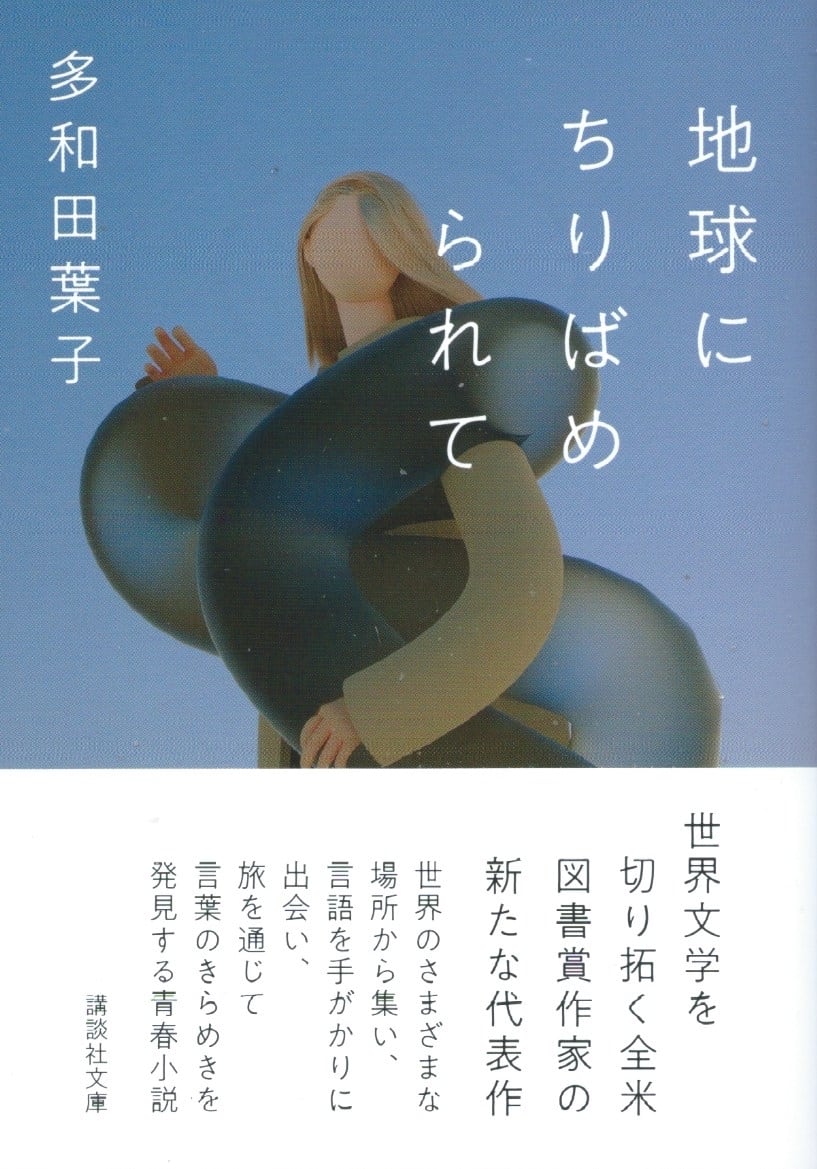 地球に
ちりばめ
られて
多和田葉子
世界文学を
切り拓く全米
図書賞作家の
新たな代表作
世界のさまざまな
場所から集い、
言語を手がかりに
出会い、
旅を通じて
言葉のきらめきを
発見する青春小説
講談社文庫